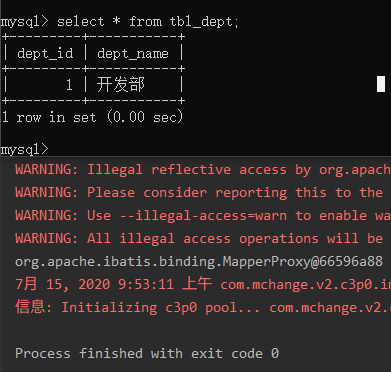 mysql> select * from tbl_dept;
+---------+-----------+
| dept_id | dept_name |
+---------+-----------+
|       1 | 开发部    |
+---------+-----------+
1 row in set (0.00 sec)
mysql>
WARNING: Illegal reflective access by org.apac
WARNING: Please consider reporting this to the
WARNING: Use --illegal-access=warn to enable wa
WARNING: All illegal access operations will be
org.apache.ibatis.binding.MapperProxy@66596a88
7月 15, 2020 9:53:11 上午 com.mchange.v2.c3p0.i
信息: Initializing c3p0 pool... com.mchange.v2.
Process finished with exit code 0